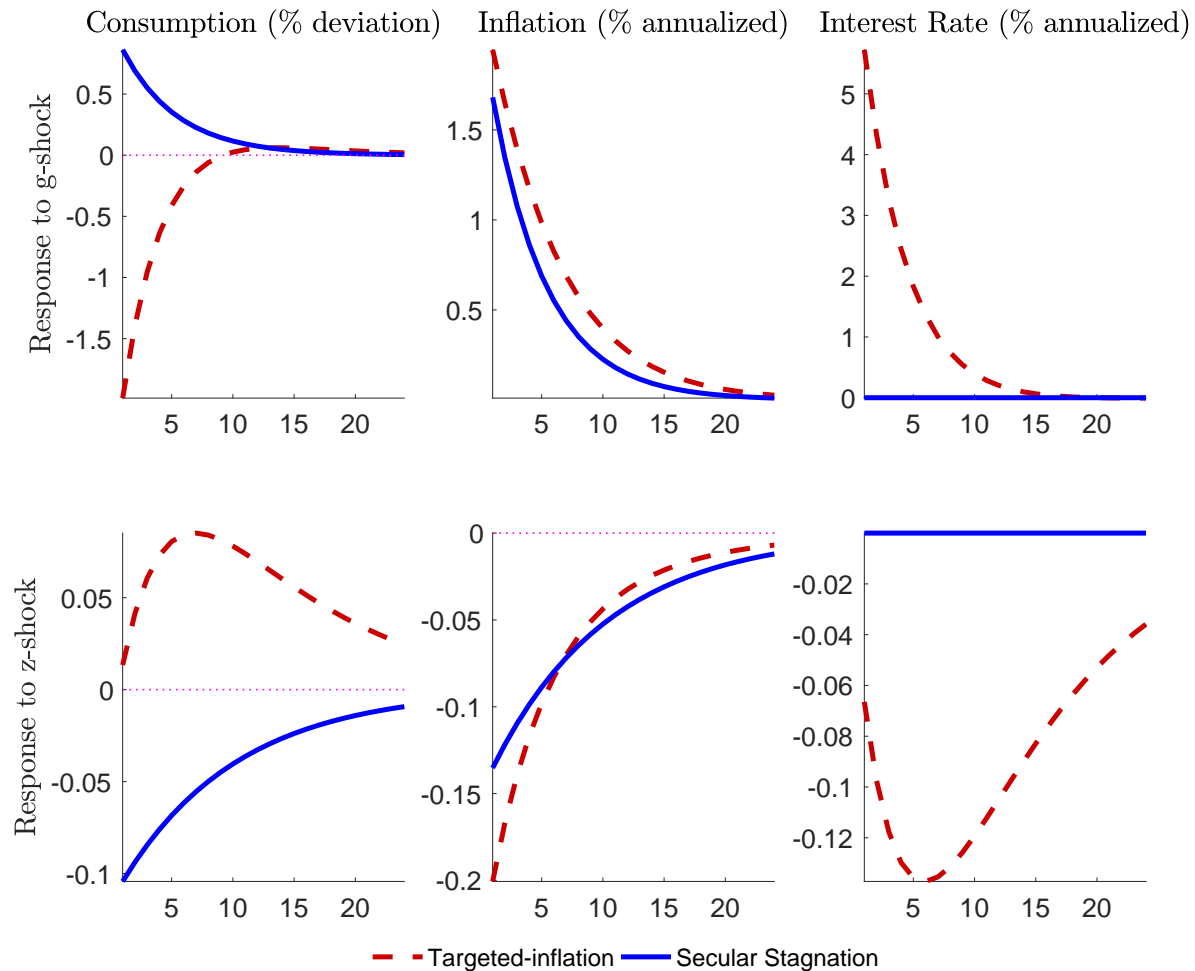 Consumption (% deviation) Inflation (% annualized) Interest Rate (% annualized)
Response to g-shock
0.5
0
-0.5
-1
-1.5
5 10 15 20
1.5
1
0.5
5 10 15 20
5
4
3
2
1
0
5 10 15 20
Response to z-shock
0.05
0
-0.05
-0.1
5 10 15 20
0
-0.05
-0.1
-0.15
-0.2
5 10 15 20
-0.02
-0.04
-0.06
-0.08
-0.1
-0.12
5 10 15 20
Targeted-inflation Secular Stagnation